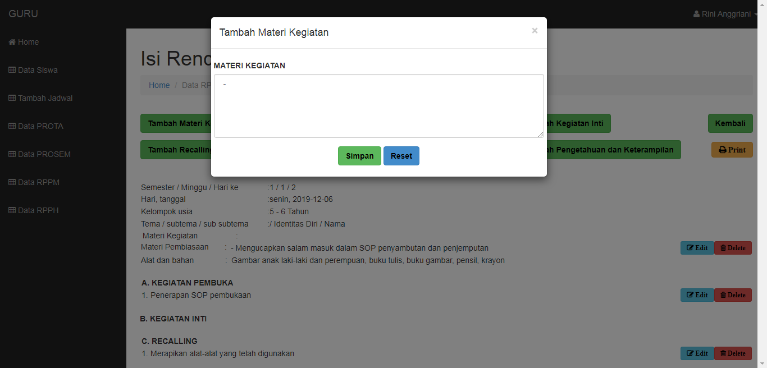 GURU
Rini Anggriani
Home
Data Siswa
Tambah Jadwal
Data PROTA
Data PROSEM
Data RPPM
Data RPPH
Tambah Materi Kegiatan
×
MATERI KEGIATAN
-
Simpan Reset
Isi Renc
Home / Data RP
Tambah Materi K
h Kegiatan Inti
Kembali
Tambah Recalling
h Pengetahuan dan Keterampilan
Print
Semester / Minggu / Hari ke :1 / 1 / 2
Hari, tanggal :senin, 2019-12-06
Kelompok usia :5 - 6 Tahun
Tema / subtema / sub subtema :/ Identitas Diri / Nama
Materi Kegiatan :
Materi Pembiasaan : - Mengucapkan salam masuk dalam SOP penyambutan dan penjemputan Edit Delete
Alat dan bahan : Gambar anak laki-laki dan perempuan, buku tulis, buku gambar, pensil, krayon
A. KEGIATAN PEMBUKA
1. Penerapan SOP pembukaan Edit Delete
B. KEGIATAN INTI
C. RECALLING
1. Merapikan alat-alat yang telah digunakan Edit Delete